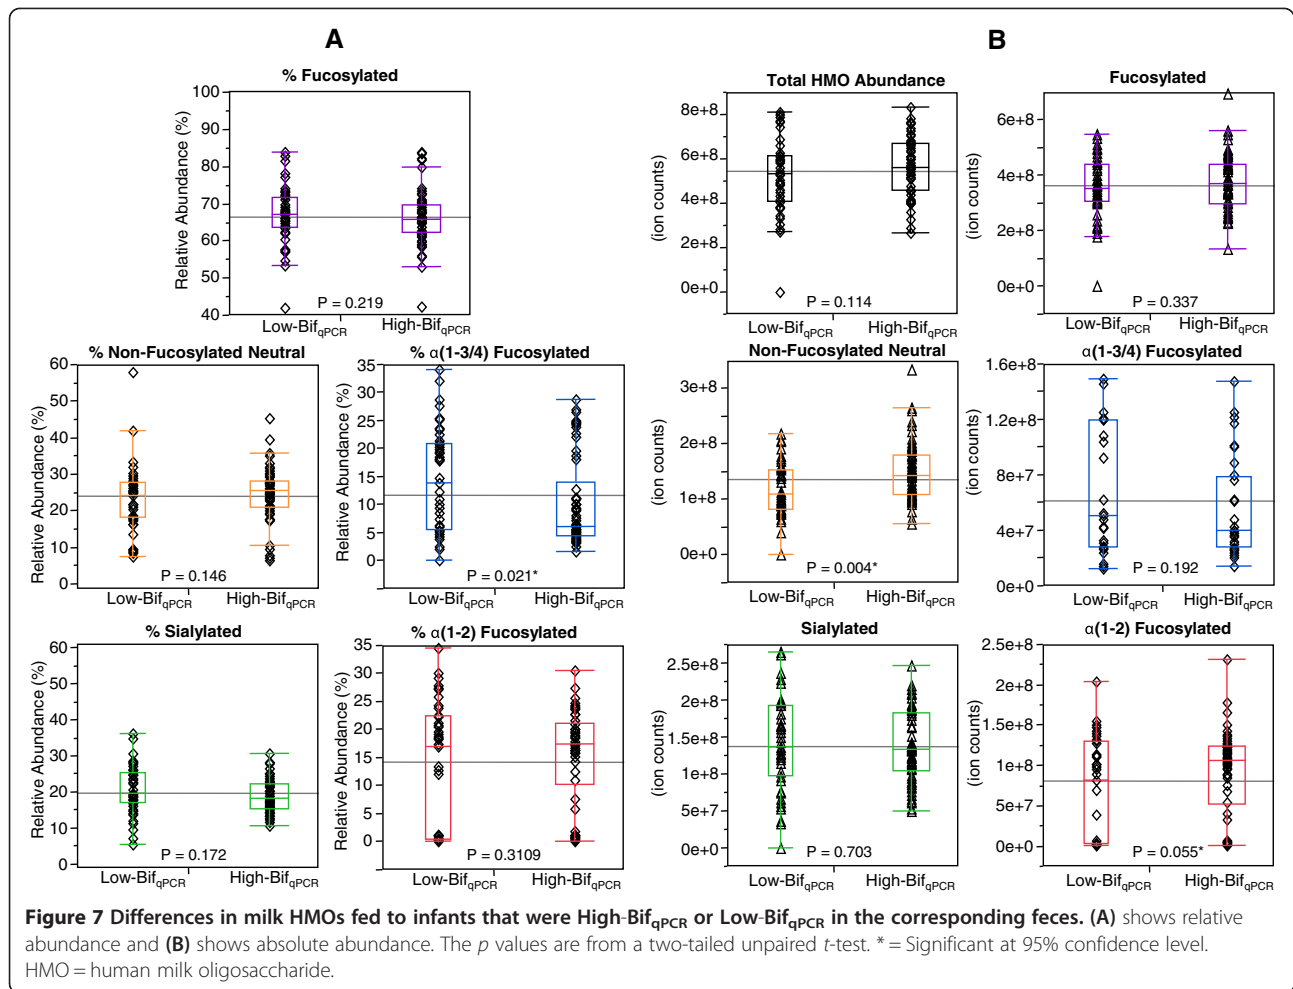 A
% Fucosylated
Relative Abundance (%)
100
90
80
70
60
50
40
P = 0.219
Low-BifqPCR High-BifqPCR
% Non-Fucosylated Neutral
Relative Abundance (%)
60
50
40
30
20
10
0
P = 0.146
Low-BifqPCR High-BifqPCR
% α(1-3/4) Fucosylated
Relative Abundance (%)
35
30
25
20
15
10
5
0
P = 0.021*
Low-BifqPCR High-BifqPCR
% Sialylated
Relative Abundance (%)
60
50
40
30
20
10
0
P = 0.172
Low-BifqPCR High-BifqPCR
% α(1-2) Fucosylated
Relative Abundance (%)
35
30
25
20
15
10
5
0
P = 0.3109
Low-BifqPCR High-BifqPCR
B
Total HMO Abundance
(ion counts)
8e+8
6e+8
4e+8
2e+8
0e+0
P = 0.114
Low-BifqPCR High-BifqPCR
Fucosylated
(ion counts)
6e+8
4e+8
2e+8
0e+0
P = 0.337
Low-BifqPCR High-BifqPCR
Non-Fucosylated Neutral
(ion counts)
3e+8
2e+8
1e+8
0e+0
P = 0.004*
Low-BifqPCR High-BifqPCR
α(1-3/4) Fucosylated
(ion counts)
1.6e+8
1.2e+8
8e+7
4e+7
0e+0
P = 0.192
Low-BifqPCR High-BifqPCR
Sialylated
(ion counts)
2.5e+8
2e+8
1.5e+8
1e+8
5e+7
0e+0
P = 0.703
Low-BifqPCR High-BifqPCR
α(1-2) Fucosylated
(ion counts)
2.5e+8
2e+8
1.5e+8
1e+8
5e+7
0e+0
P = 0.055*
Low-BifqPCR High-BifqPCR
Figure 7 Differences in milk HMOs fed to infants that were High-BifqPCR or Low-BifqPCR in the corresponding feces. (A) shows relative
abundance and (B) shows absolute abundance. The p values are from a two-tailed unpaired t-test. * = Significant at 95% confidence level.
HMO = human milk oligosaccharide.